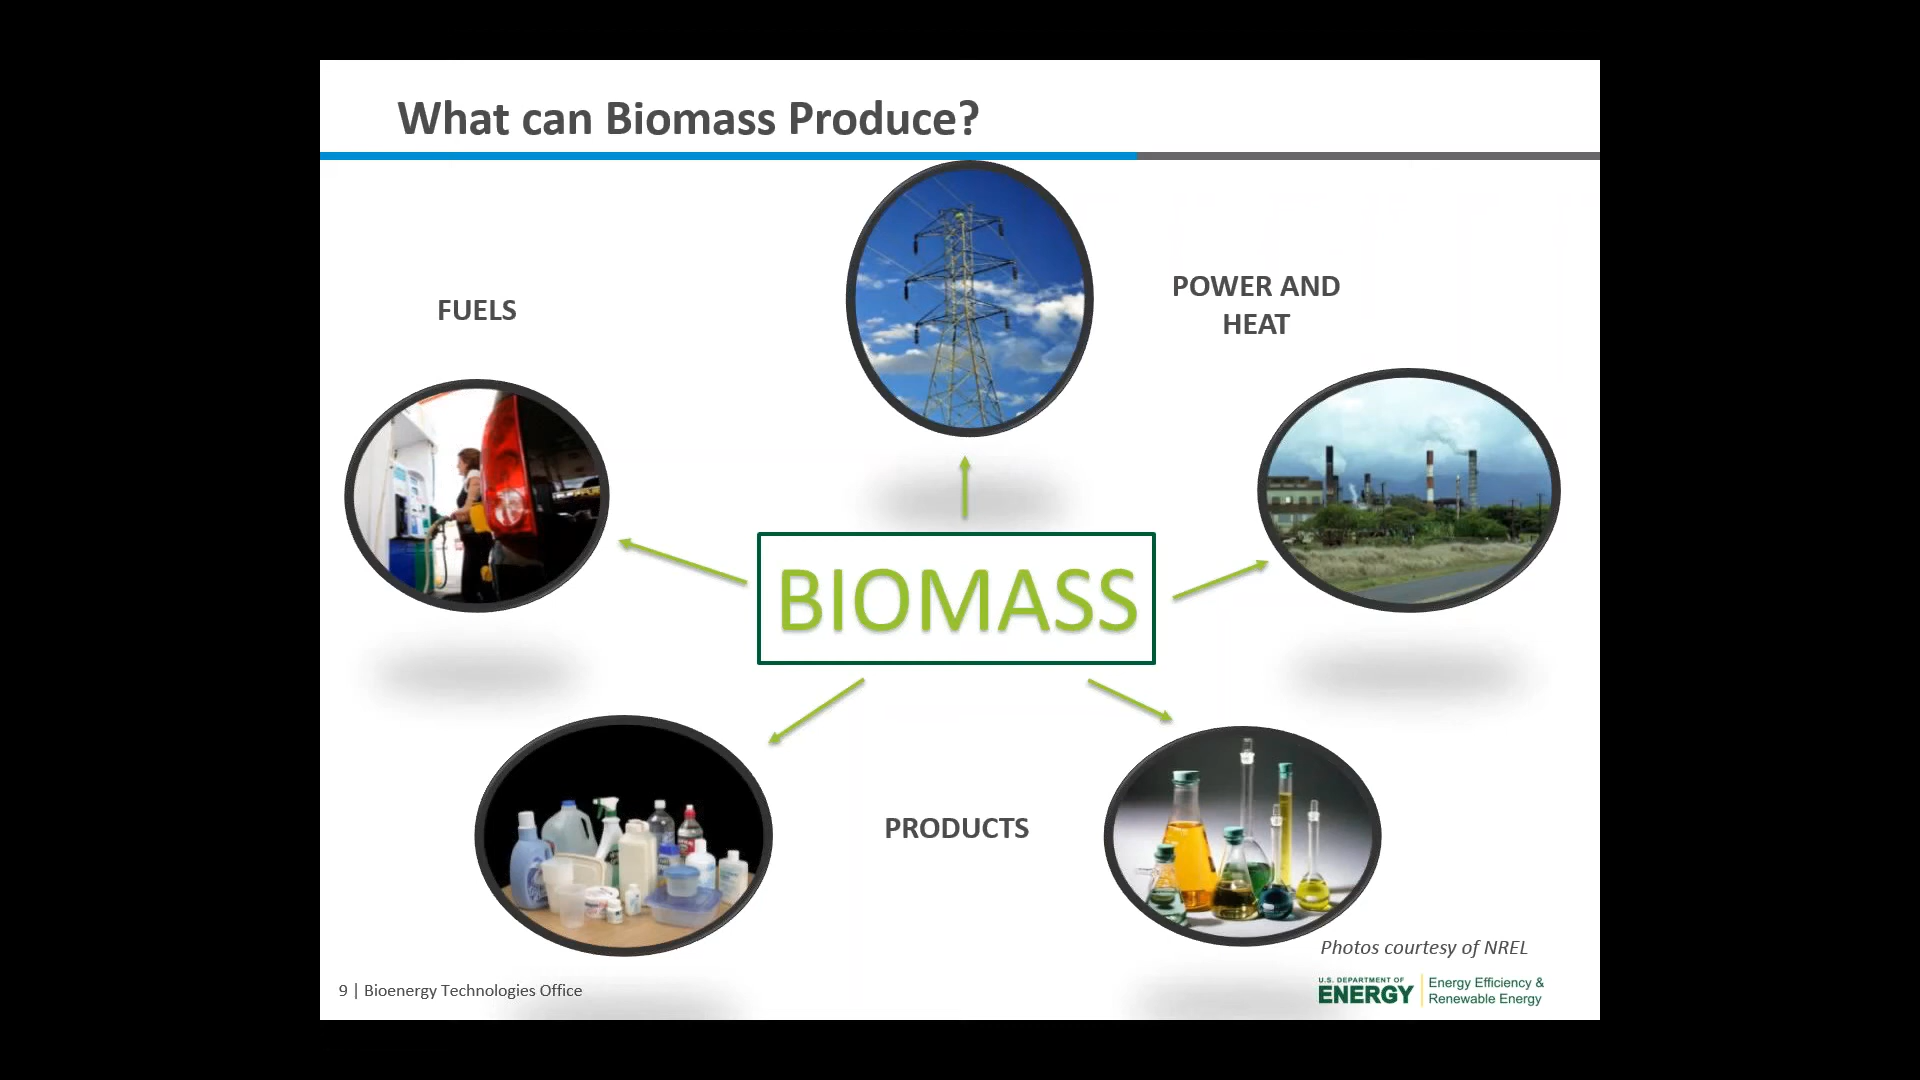 What can Biomass Produce?
FUELS
POWER AND
HEAT
BIOMASS
PRODUCTS
Photos courtesy of NREL
9 | Bioenergy Technologies Office
U.S. DEPARTMENT OF
ENERGY
Energy Efficiency &
Renewable Energy